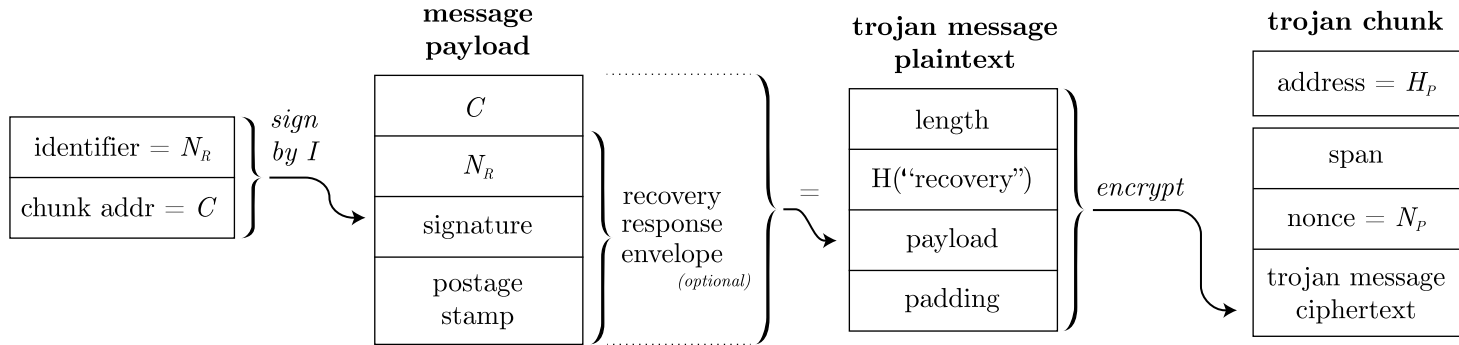 identifier = N_R
chunk addr = C
sign
by I
message
payload
C
N_R
signature
postage
stamp
recovery
response
envelope
(optional)
=
trojan message
plaintext
length
H(“recovery”)
payload
padding
encrypt
trojan chunk
address = H_P
span
nonce = N_P
trojan message
ciphertext